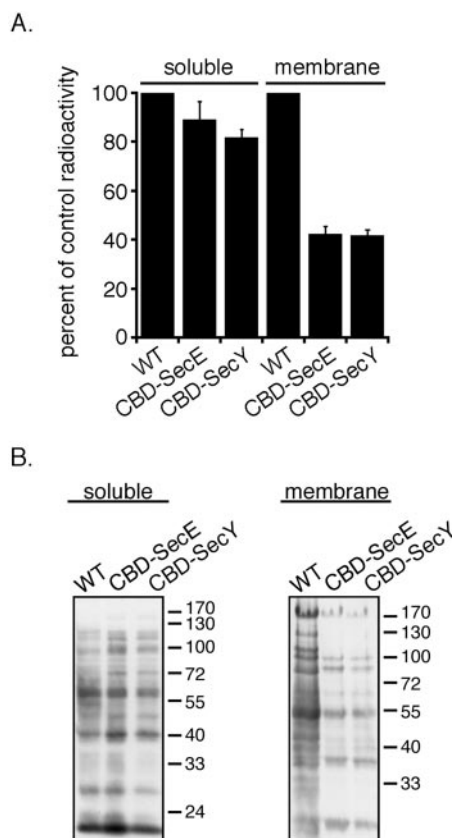 A.
soluble membrane
percent of control radioactivity
100
80
60
40
20
0
WT CBD-SecE CBD-SecY WT CBD-SecE CBD-SecY
B.
soluble membrane
WT CBD-SecE CBD-SecY WT CBD-SecE CBD-SecY
170 170
130 130
100 100
72 72
55 55
40 40
33 33
24